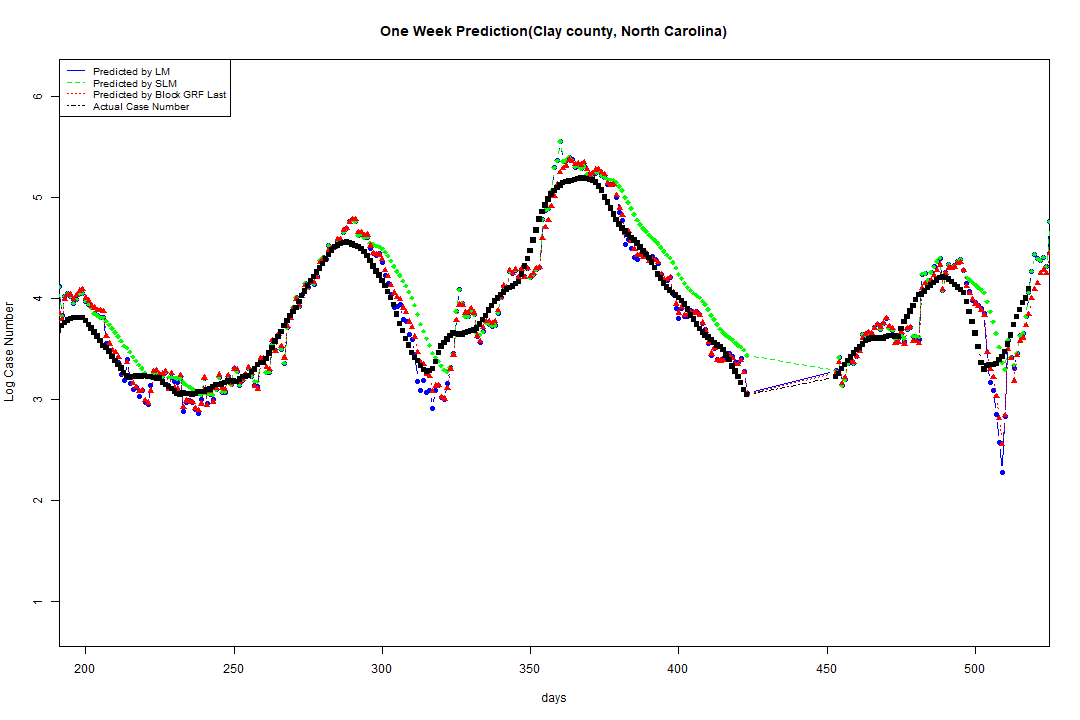 One Week Prediction(Clay county, North Carolina)
Predicted by LM
Predicted by SLM
Predicted by Block GRF Last
Actual Case Number
Log Case Number
6
5
4
3
2
1
200 250 300 350 400 450 500
days